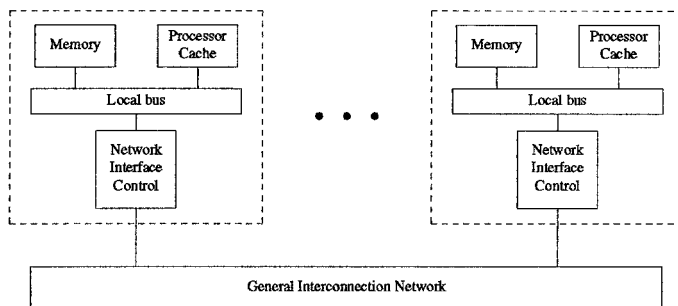 Memory
Processor
Cache
Local bus
Network
Interface
Control
Memory
Processor
Cache
Local bus
Network
Interface
Control
General Interconnection Network